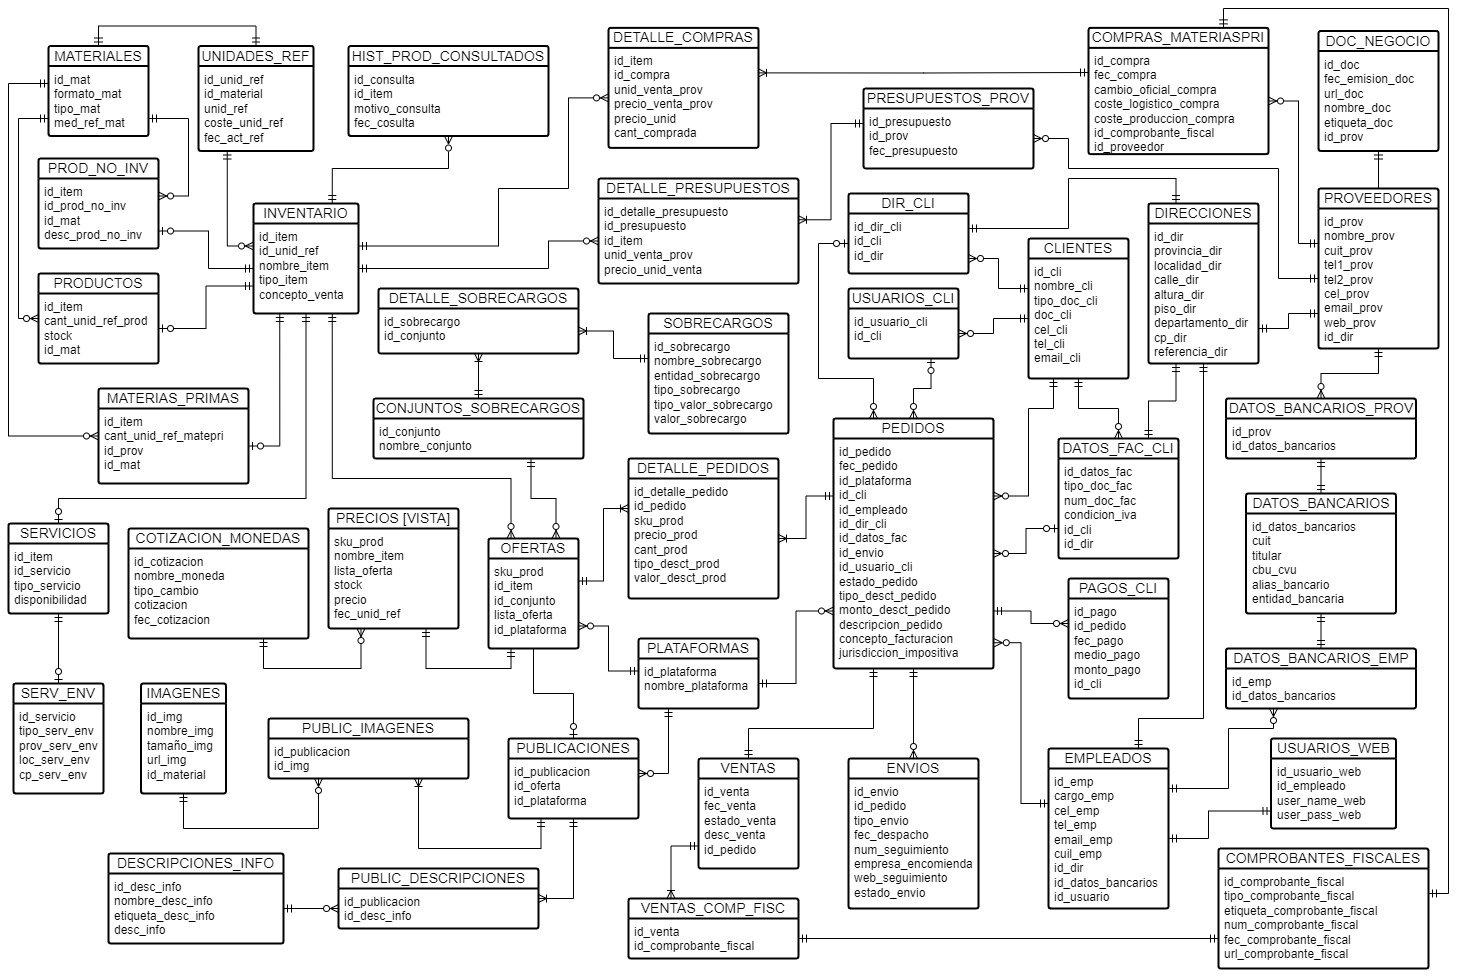 MATERIALES
id_mat
formato_mat
tipo_mat
med_ref_mat
UNIDADES_REF
id_unid_ref
id_material
unid_ref
coste_unid_ref
fec_act_ref
HIST_PROD_CONSULTADOS
id_consulta
id_item
motivo_consulta
fec_cosulta
DETALLE_COMPRAS
id_item
id_compra
unid_venta_prov
precio_venta_prov
precio_unid
cant_comprada
COMPRAS_MATERIASPRI
id_compra
fec_compra
cambio_oficial_compra
coste_logistico_compra
coste_produccion_compra
id_comprobante_fiscal
id_proveedor
DOC_NEGOCIO
id_doc
fec_emision_doc
url_doc
nombre_doc
etiqueta_doc
id_prov
PRESUPUESTOS_PROV
id_presupuesto
id_prov
fec_presupuesto
PROD_NO_INV
id_item
id_prod_no_inv
id_mat
desc_prod_no_inv
INVENTARIO
id_item
id_unid_ref
nombre_item
tipo_item
concepto_venta
DETALLE_PRESUPUESTOS
id_detalle_presupuesto
id_presupuesto
id_item
unid_venta_prov
precio_unid_venta
DIR_CLI
id_dir_cli
id_cli
id_dir
CLIENTES
id_cli
nombre_cli
tipo_doc_cli
doc_cli
cel_cli
tel_cli
email_cli
DIRECCIONES
id_dir
provincia_dir
localidad_dir
calle_dir
altura_dir
piso_dir
departamento_dir
cp_dir
referencia_dir
PROVEEDORES
id_prov
nombre_prov
cuit_prov
tel1_prov
tel2_prov
cel_prov
email_prov
web_prov
id_dir
PRODUCTOS
id_item
cant_unid_ref_prod
stock
id_mat
DETALLE_SOBRECARGOS
id_sobrecargo
id_conjunto
SOBRECARGOS
id_sobrecargo
nombre_sobrecargo
entidad_sobrecargo
tipo_sobrecargo
tipo_valor_sobrecargo
valor_sobrecargo
USUARIOS_CLI
id_usuario_cli
id_cli
MATERIAS_PRIMAS
id_item
cant_unid_ref_matepri
id_prov
id_mat
CONJUNTOS_SOBRECARGOS
id_conjunto
nombre_conjunto
PEDIDOS
id_pedido
fec_pedido
id_plataforma
id_cli
id_empleado
id_dir_cli
id_datos_fac
id_envio
id_usuario_cli
estado_pedido
tipo_desct_pedido
monto_desct_pedido
descripcion_pedido
concepto_facturacion
jurisdiccion_impositiva
DATOS_FAC_CLI
id_datos_fac
tipo_doc_fac
num_doc_fac
condicion_iva
id_cli
id_dir
DATOS_BANCARIOS_PROV
id_prov
id_datos_bancarios
DETALLE_PEDIDOS
id_detalle_pedido
id_pedido
sku_prod
precio_prod
cant_prod
tipo_desct_prod
valor_desct_prod
DATOS_BANCARIOS
id_datos_bancarios
cuit
titular
cbu_cvu
alias_bancario
entidad_bancaria
SERVICIOS
id_item
id_servicio
tipo_servicio
disponibilidad
COTIZACION_MONEDAS
id_cotizacion
nombre_moneda
tipo_cambio
cotizacion
fec_cotizacion
PRECIOS [VISTA]
sku_prod
nombre_item
lista_oferta
stock
precio
fec_unid_ref
OFERTAS
sku_prod
id_item
id_conjunto
lista_oferta
id_plataforma
PAGOS_CLI
id_pago
id_pedido
fec_pago
medio_pago
monto_pago
id_cli
PLATAFORMAS
id_plataforma
nombre_plataforma
DATOS_BANCARIOS_EMP
id_emp
id_datos_bancarios
SERV_ENV
id_servicio
tipo_serv_env
prov_serv_env
loc_serv_env
cp_serv_env
IMAGENES
id_img
nombre_img
tamaño_img
url_img
id_material
PUBLIC_IMAGENES
id_publicacion
id_img
PUBLICACIONES
id_publicacion
id_oferta
id_plataforma
VENTAS
id_venta
fec_venta
estado_venta
desc_venta
id_pedido
ENVIOS
id_envio
id_pedido
tipo_envio
fec_despacho
num_seguimiento
empresa_encomienda
web_seguimiento
estado_envio
EMPLEADOS
id_emp
cargo_emp
cel_emp
tel_emp
email_emp
cuil_emp
id_dir
id_datos_bancarios
id_usuario
USUARIOS_WEB
id_usuario_web
id_empleado
user_name_web
user_pass_web
DESCRIPCIONES_INFO
id_desc_info
nombre_desc_info
etiqueta_desc_info
desc_info
PUBLIC_DESCRIPCIONES
id_publicacion
id_desc_info
VENTAS_COMP_FISC
id_venta
id_comprobante_fiscal
COMPROBANTES_FISCALES
id_comprobante_fiscal
tipo_comprobante_fiscal
etiqueta_comprobante_fiscal
num_comprobante_fiscal
fec_comprobante_fiscal
url_comprobante_fiscal